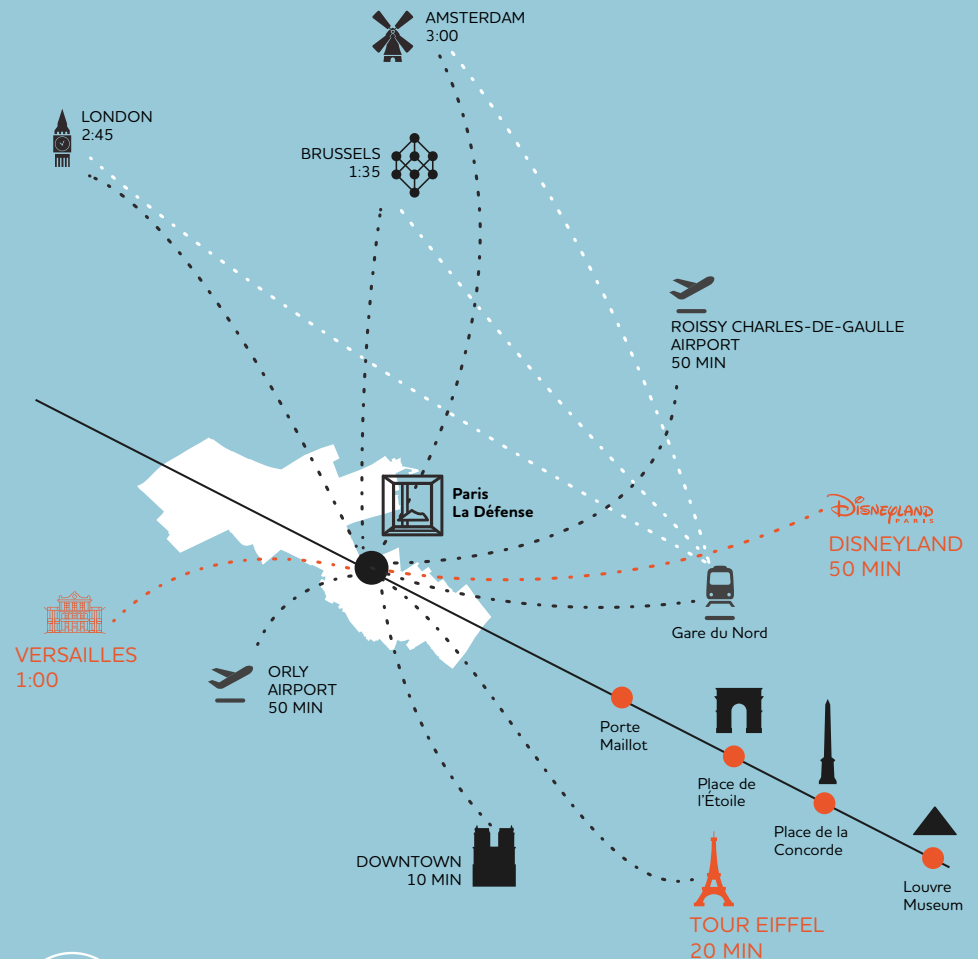 AMSTERDAM
3:00
LONDON
2:45
BRUSSELS
1:35
ROISSY CHARLES-DE-GAULLE
AIRPORT
50 MIN
Paris
La Défense
DISNEYLAND
PARIS
DISNEYLAND
50 MIN
Gare du Nord
VERSAILLES
1:00
ORLY
AIRPORT
50 MIN
Porte
Maillot
Place de
l'Étoile
Place de la
Concorde
DOWNTOWN
10 MIN
Louvre
Museum
TOUR EIFFEL
20 MIN